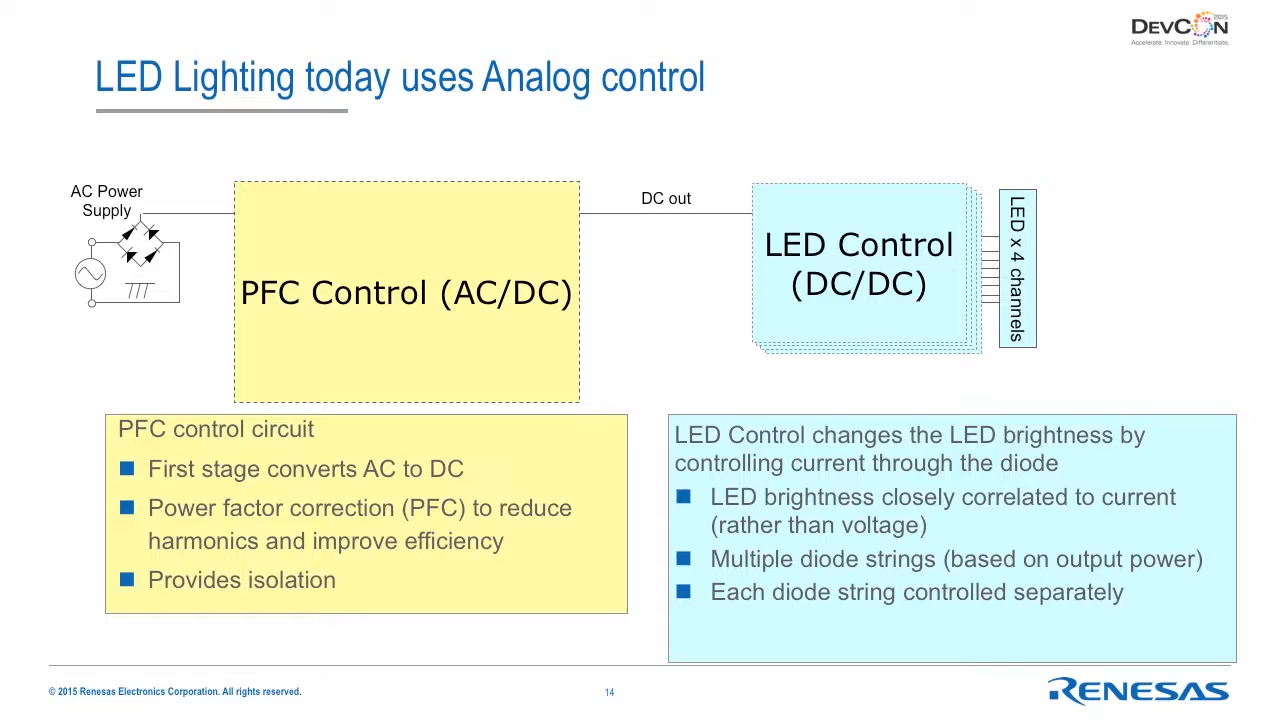 DEVCON
Accelerate. Innovate. Differentiate.
LED Lighting today uses Analog control
AC Power
Supply
PFC Control (AC/DC)
DC out
LED Control
(DC/DC)
LED x 4 channels
PFC control circuit
First stage converts AC to DC
Power factor correction (PFC) to reduce
harmonics and improve efficiency
Provides isolation
LED Control changes the LED brightness by
controlling current through the diode
LED brightness closely correlated to current
(rather than voltage)
Multiple diode strings (based on output power)
Each diode string controlled separately
© 2015 Renesas Electronics Corporation. All rights reserved.
14
RENESAS